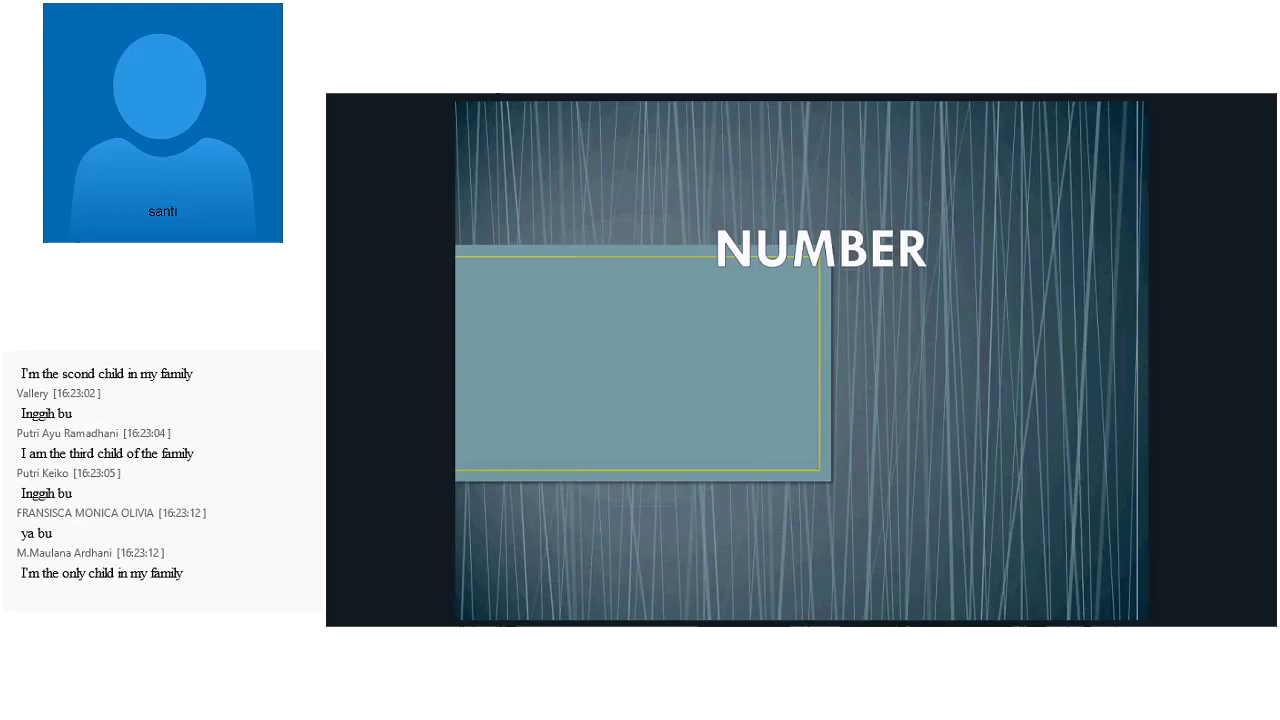 santi
I'm the scond child in my family
Vallery [16:23:02 ]
Inggih bu
Putri Ayu Ramadhani [16:23:04 ]
I am the third child of the family
Putri Keiko [16:23:05 ]
Inggih bu
FRANSISCA MONICA OLIVIA [16:23:12 ]
ya bu
M.Maulana Ardhani [16:23:12 ]
I'm the only child in my family
NUMBER